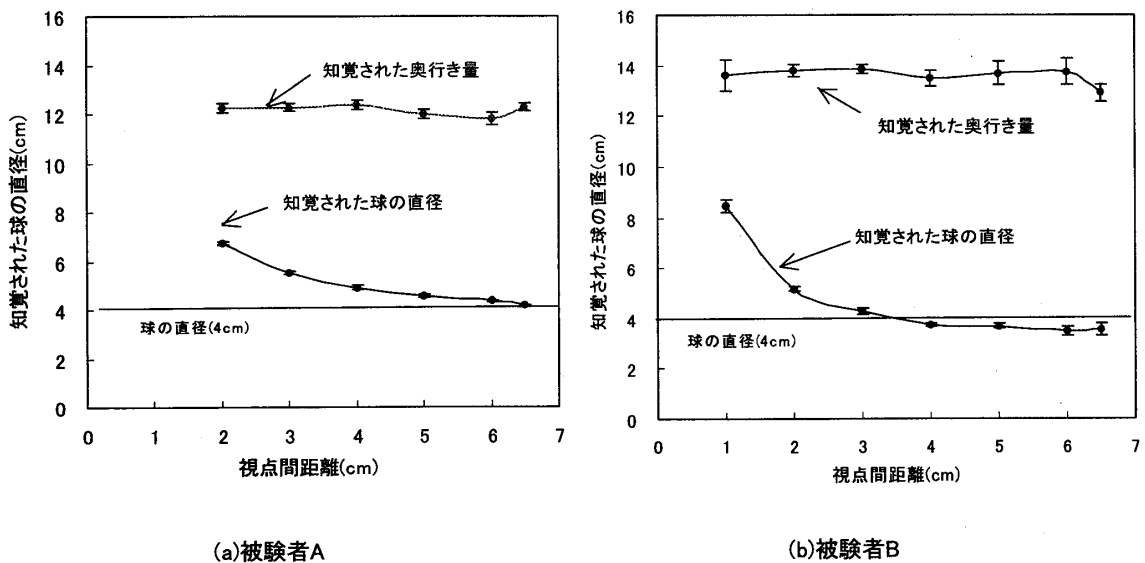 16
14
12
10
8
6
4
2
0
知覚された球の直径(cm)
知覚された奥行き量
知覚された球の直径
球の直径(4cm)
0 1 2 3 4 5 6 7
視点間距離(cm)
(a)被験者A
16
14
12
10
8
6
4
2
0
知覚された球の直径(cm)
知覚された奥行き量
知覚された球の直径
球の直径(4cm)
0 1 2 3 4 5 6 7
視点間距離(cm)
(b)被験者B